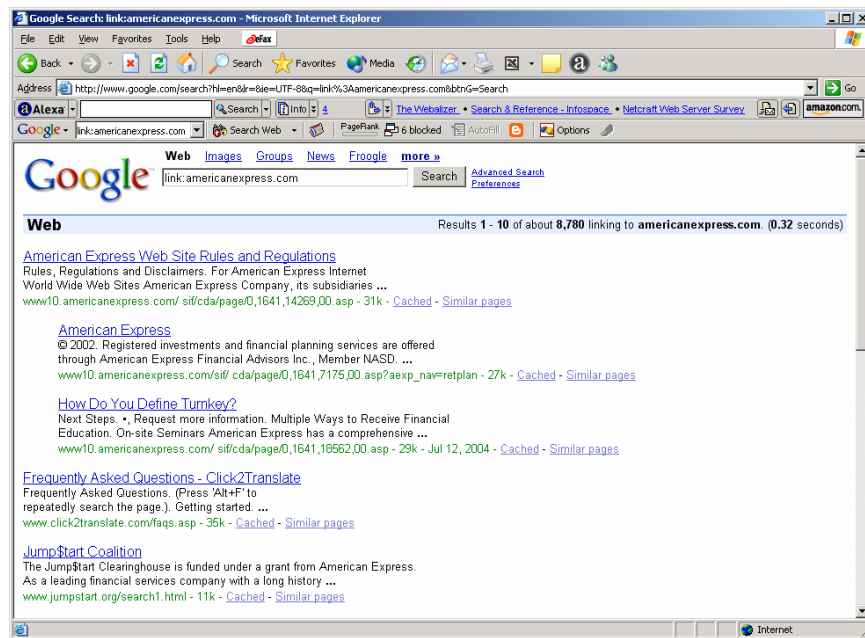 Google Search: link:americanexpress.com - Microsoft Internet Explorer
File Edit View Favorites Tools Help eFax
Back Search Favorites Media
Address http://www.google.com/search?hl=en&lr=&ie=UTF-8&q=link%3Aamericanexpress.com&btnG=Search Go
Alexa Search Info 4 The Webalizer • Search & Reference - Infospace • Netcraft Web Server Survey amazon.com
Google link:americanexpress.com Search Web PageRank 6 blocked AutoFill Options
Web Images Groups News Froogle more »
Google link:americanexpress.com Search Advanced Search
Preferences
Web Results 1 - 10 of about 8,780 linking to americanexpress.com. (0.32 seconds)
American Express Web Site Rules and Regulations
Rules, Regulations and Disclaimers. For American Express Internet
World Wide Web Sites American Express Company, its subsidiaries ...
www10.americanexpress.com/ sif/cda/page/0,1641,14269,00.asp - 31k - Cached - Similar pages
American Express
© 2002. Registered investments and financial planning services are offered
through American Express Financial Advisors Inc., Member NASD. ...
www10.americanexpress.com/sif/ cda/page/0,1641,7175,00.asp?aexp_nav=retplan - 27k - Cached - Similar pages
How Do You Define Turnkey?
Next Steps. •, Request more information. Multiple Ways to Receive Financial
Education. On-site Seminars American Express has a comprehensive ...
www10.americanexpress.com/ sif/cda/page/0,1641,18562,00.asp - 29k - Jul 12, 2004 - Cached - Similar pages
Frequently Asked Questions - Click2Translate
Frequently Asked Questions. (Press 'Alt+F' to
repeatedly search the page.). Getting started. ...
www.click2translate.com/faqs.asp - 35k - Cached - Similar pages
Jump$tart Coalition
The Jump$tart Clearinghouse is funded under a grant from American Express.
As a leading financial services company with a long history ...
www.jumpstart.org/search1.html - 11k - Cached - Similar pages
Internet